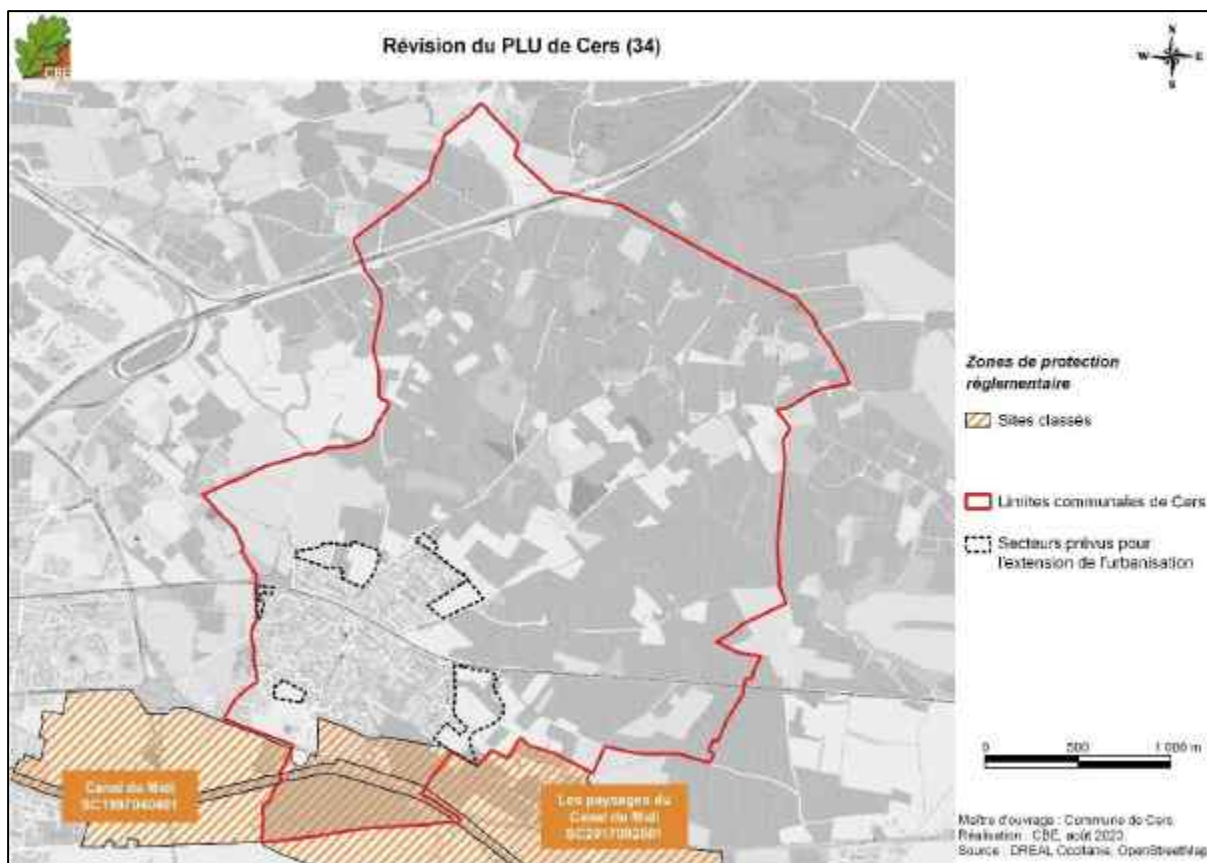 CBE
Révision du PLU de Cers (34)
N
W E
S
Zones de protection
réglementaire
Sites classés
Limites communales de Cers
Secteurs prévus pour
l'extension de l'urbanisation
0 500 1 000 m
Canal du Midi
Les paysages du
Canal du Midi
Maître d'ouvrage : Commune de Cers
Réalisation : CBE, août 2023
Source : DREAL Occitanie, OpenStreetMap